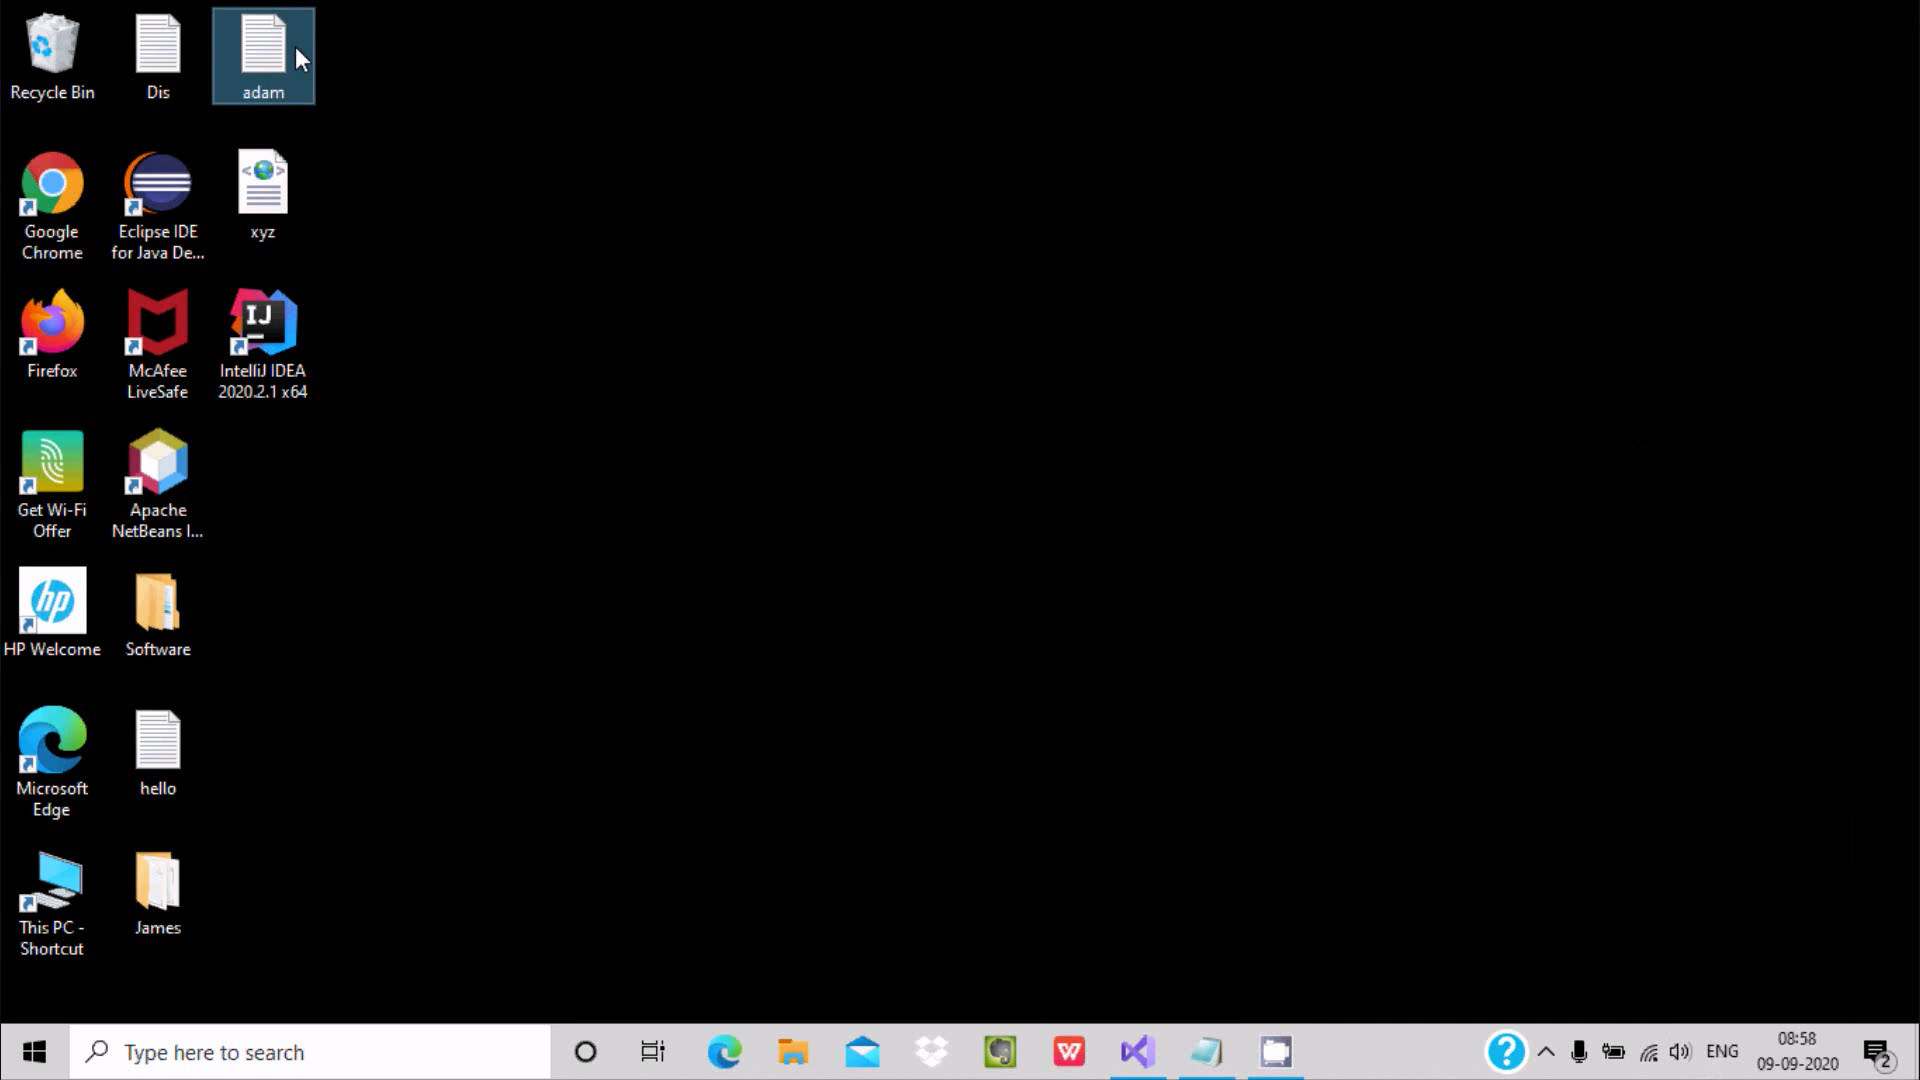 Recycle Bin
Dis
adam
Google
Chrome
Eclipse IDE
for Java De...
xyz
Firefox
McAfee
LiveSafe
IJ
IntelliJ IDEA
2020.2.1 x64
Get Wi-Fi
Offer
Apache
NetBeans I...
hp
HP Welcome
Software
Microsoft
Edge
hello
This PC -
Shortcut
James
Type here to search
W
?
ENG
08:58
09-09-2020
2